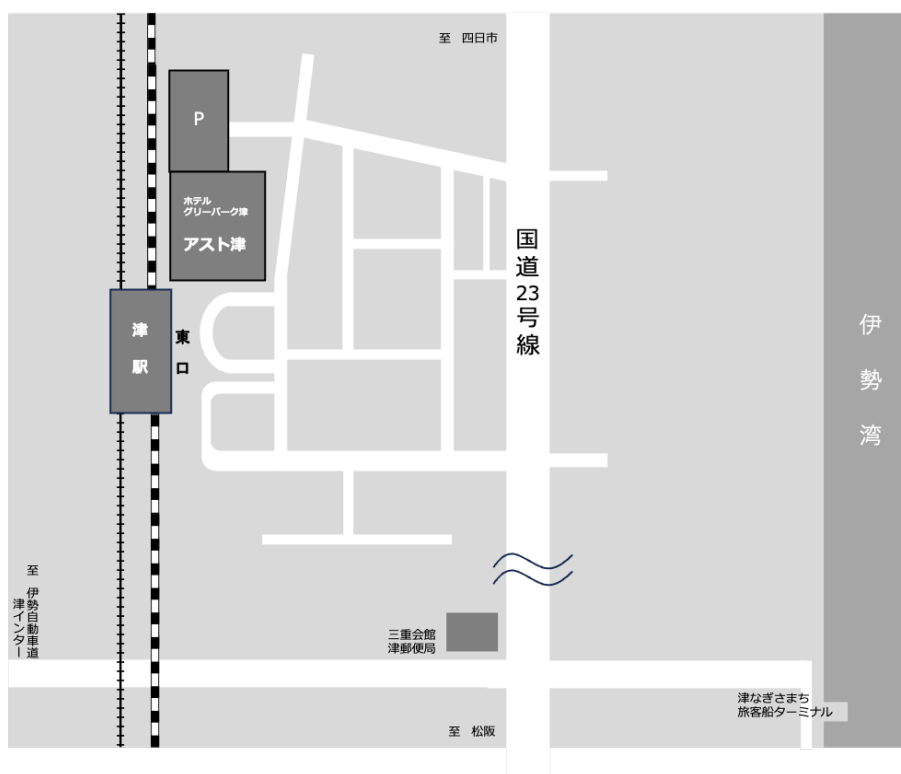 至 四日市
P
ホテル
グリーパーク津
アスト津
国道23号線
津駅
東口
伊勢湾
至 伊勢自動車道
津インター
三重会館
津郵便局
津なぎさまち
旅客船ターミナル
至 松阪